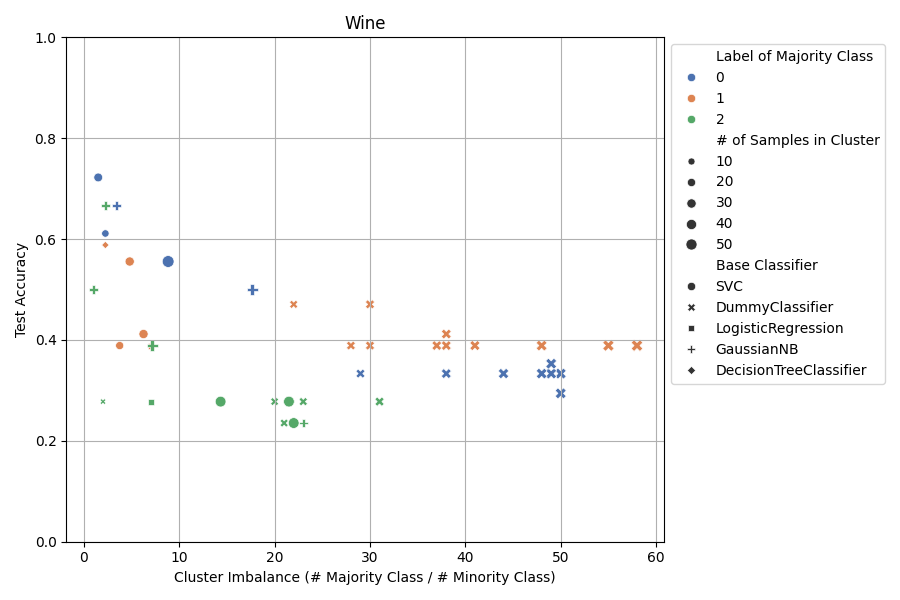 Wine
1.0
0.8
0.6
0.4
0.2
0.0
Test Accuracy
0 10 20 30 40 50 60
Cluster Imbalance (# Majority Class / # Minority Class)
Label of Majority Class
0
1
2
# of Samples in Cluster
10
20
30
40
50
Base Classifier
SVC
DummyClassifier
LogisticRegression
GaussianNB
DecisionTreeClassifier